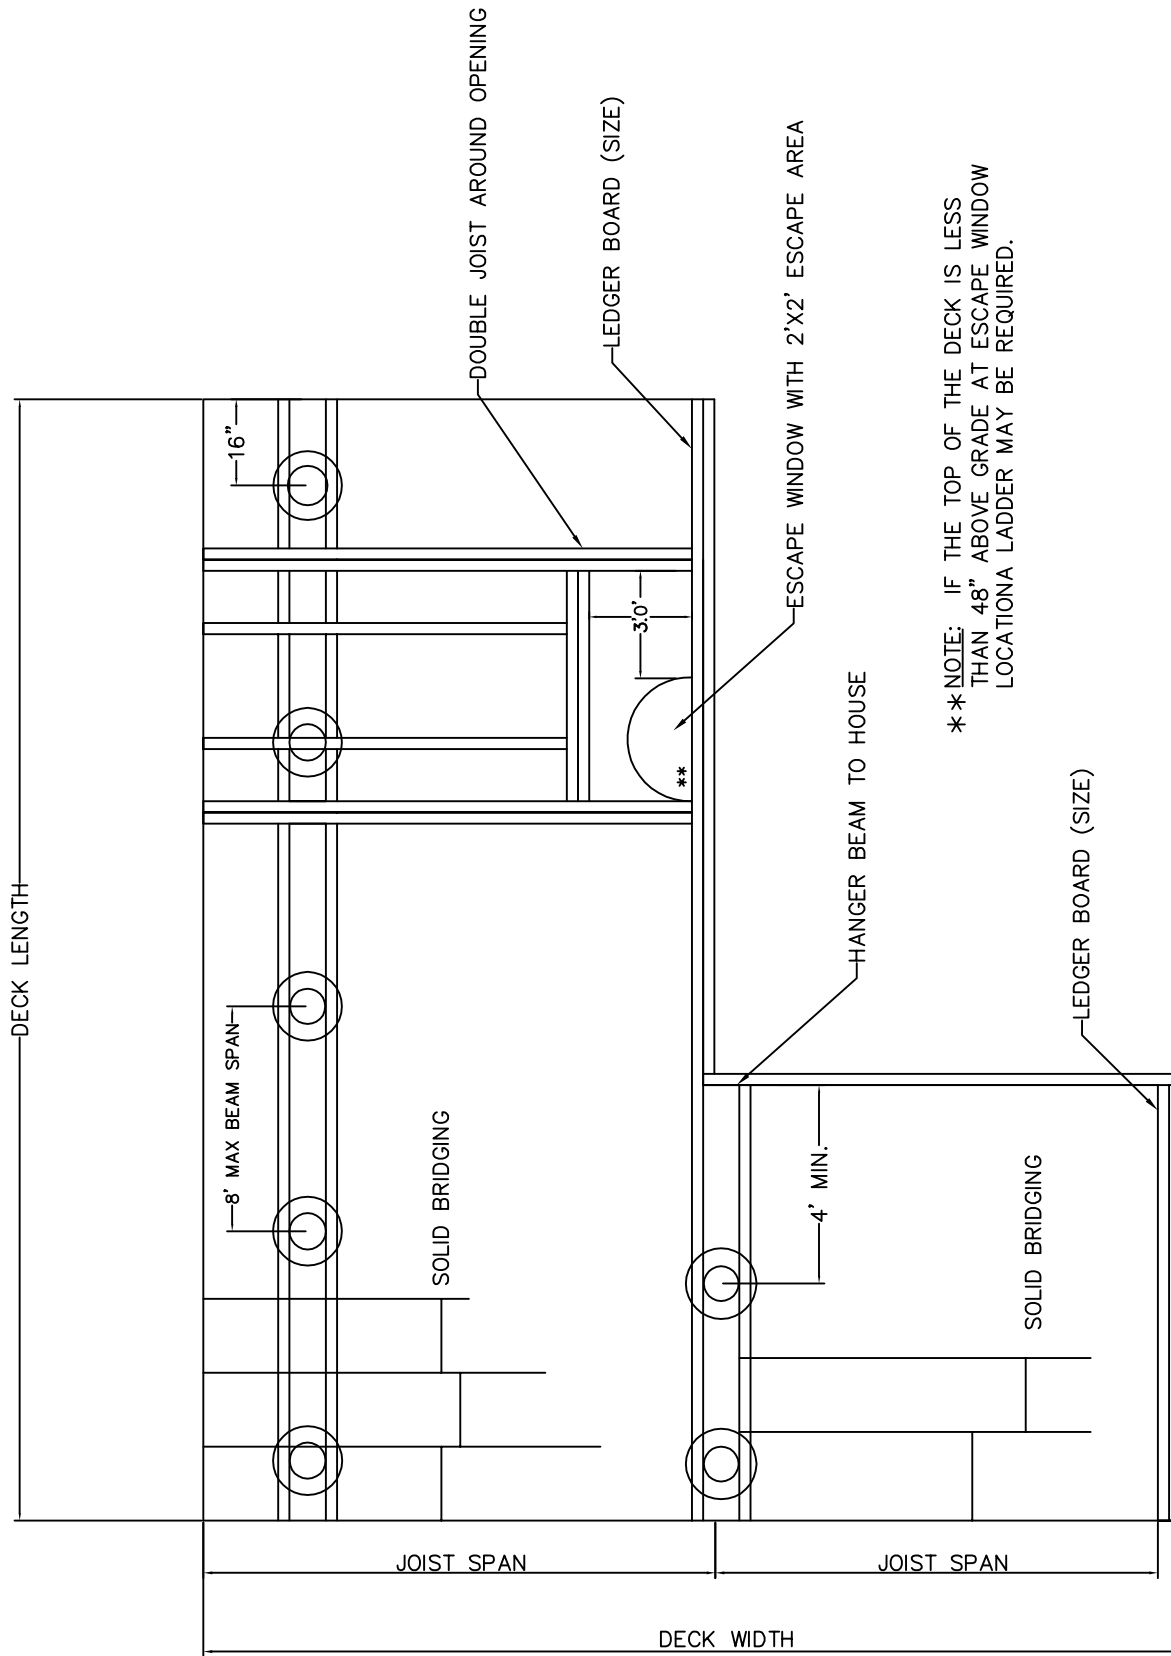 DECK LENGTH
16"
8' MAX BEAM SPAN
SOLID BRIDGING
3'0'
**
DOUBLE JOIST AROUND OPENING
LEDGER BOARD (SIZE)
ESCAPE WINDOW WITH 2'X2' ESCAPE AREA
HANGER BEAM TO HOUSE
**NOTE: IF THE TOP OF THE DECK IS LESS
THAN 48" ABOVE GRADE AT ESCAPE WINDOW
LOCATIONA LADDER MAY BE REQUIRED.
4' MIN.
SOLID BRIDGING
LEDGER BOARD (SIZE)
JOIST SPAN
JOIST SPAN
DECK WIDTH